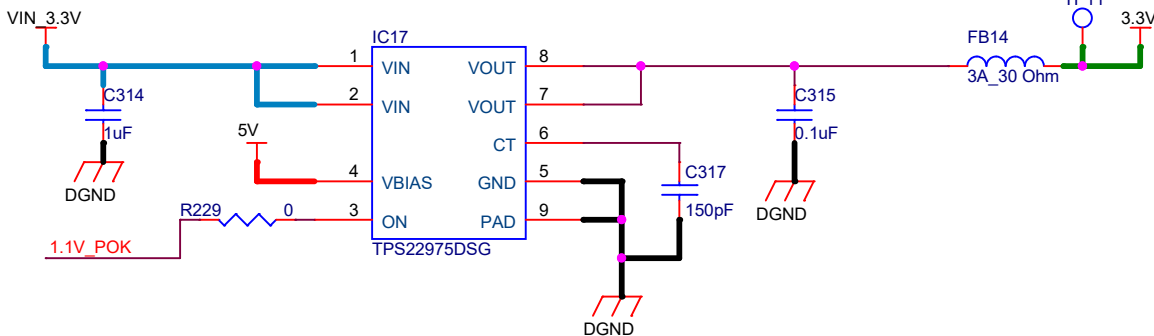 VIN_3.3V
3.3V
IC17
FB14
1 VIN VOUT 8
3A_30 Ohm
C314
C315
2 VIN VOUT 7
1uF
5V
CT 6
0.1uF
C317
DGND
4 VBIAS GND 5
150pF
DGND
R229 0
3 ON PAD 9
1.1V_POK
TPS22975DSG
DGND